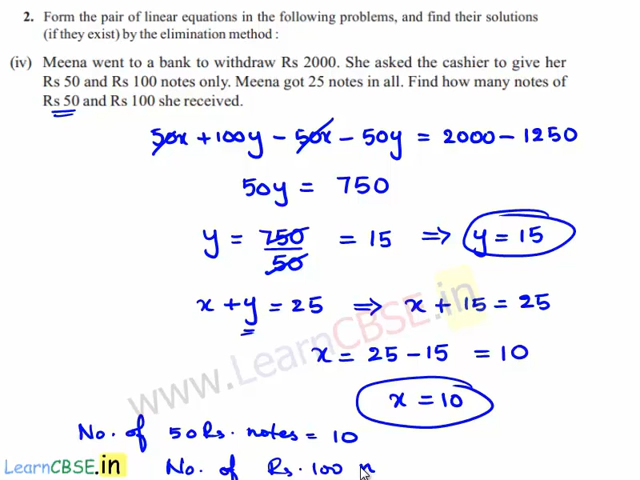 2. Form the pair of linear equations in the following problems, and find their solutions
(if they exist) by the elimination method :
(iv) Meena went to a bank to withdraw Rs 2000. She asked the cashier to give her
Rs 50 and Rs 100 notes only. Meena got 25 notes in all. Find how many notes of
Rs 50 and Rs 100 she received.
50x + 100y - 50x - 50y = 2000 - 1250
50y = 750
y = 750/50 = 15 ⇒ y = 15
x + y = 25 ⇒ x + 15 = 25
x = 25 - 15 = 10
x = 10
www.LearnCBSE.in
No. of 50 Rs. notes = 10
LearnCBSE.in No. of Rs. 100 n